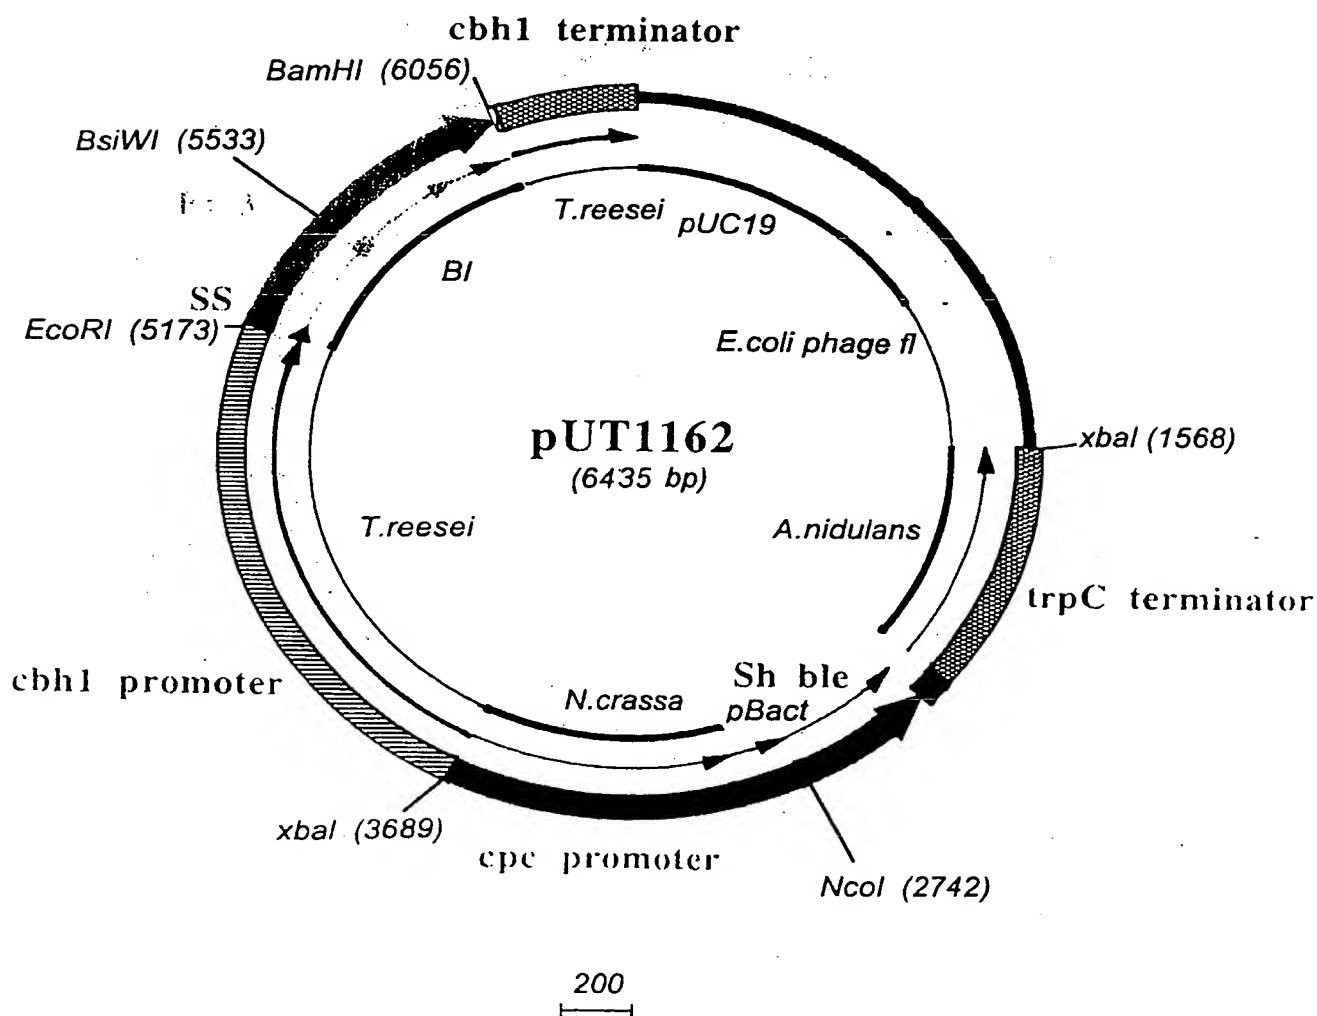 cbh1 terminator
BamHI (6056)
BsiWI (5533)
T.reesei
pUC19
BI
SS
EcoRI (5173)
E.coli phage fl
pUT1162
(6435 bp)
xbaI (1568)
T.reesei
A.nidulans
trpC terminator
cbh1 promoter
Sh ble
N.crassa
pBact
xbaI (3689)
cpc promoter
NcoI (2742)
200